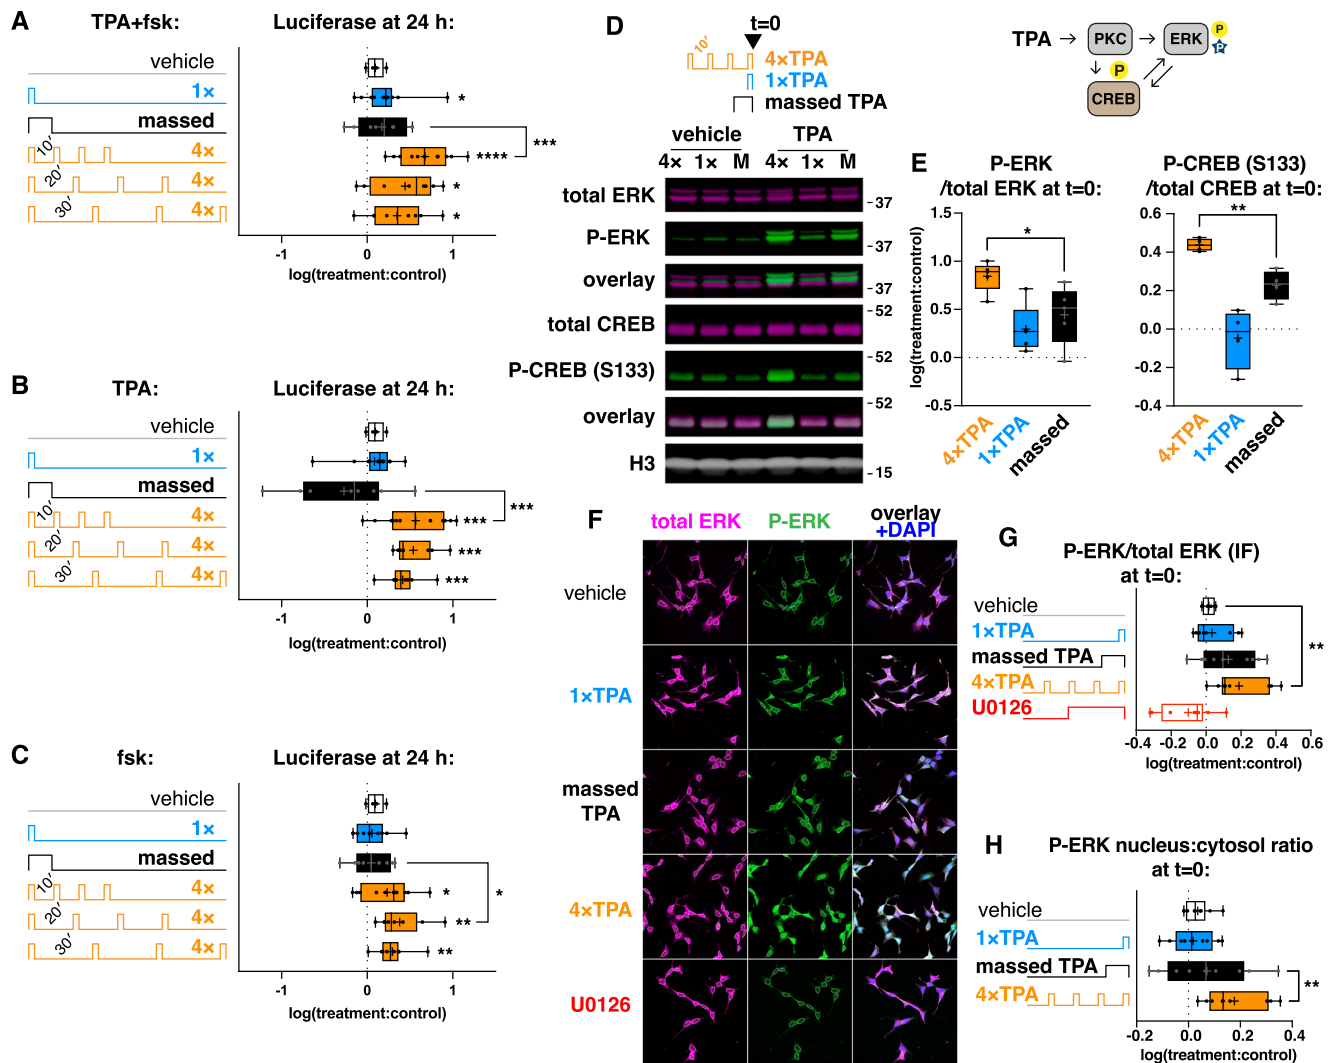 A
TPA+fsk:
Luciferase at 24 h:
vehicle
1×
massed
10′
4×
20′
4×
30′
4×
*
***
****
*
*
-1
0
1
log(treatment:control)
B
TPA:
Luciferase at 24 h:
vehicle
1×
massed
10′
4×
20′
4×
30′
4×
***
***
***
***
-1
0
1
log(treatment:control)
C
fsk:
Luciferase at 24 h:
vehicle
1×
massed
10′
4×
20′
4×
30′
4×
*
*
**
**
-1
0
1
log(treatment:control)
D
t=0
10′
4×TPA
1×TPA
massed TPA
vehicle TPA
4× 1× M 4× 1× M
total ERK
-37
P-ERK
-37
overlay
-37
-52
total CREB
-52
P-CREB (S133)
-52
overlay
H3
-15
TPA → PKC → ERK
P
P
P
CREB
E
P-ERK
/total ERK at t=0:
1.5
1.0
0.5
0.0
-0.5
log(treatment:control)
*
4×TPA
1×TPA
massed
P-CREB (S133)
/total CREB at t=0:
0.6
0.4
0.2
0.0
-0.2
-0.4
**
4×TPA
1×TPA
massed
F
total ERK
P-ERK
overlay
+DAPI
vehicle
1×TPA
massed
TPA
4×TPA
U0126
G
P-ERK/total ERK (IF)
at t=0:
vehicle
1×TPA
massed TPA
4×TPA
U0126
**
-0.4
-0.2
0.0
0.2
0.4
0.6
log(treatment:control)
H
P-ERK nucleus:cytosol ratio
at t=0:
vehicle
1×TPA
massed TPA
4×TPA
**
-0.2
0.0
0.2
0.4
log(treatment:control)